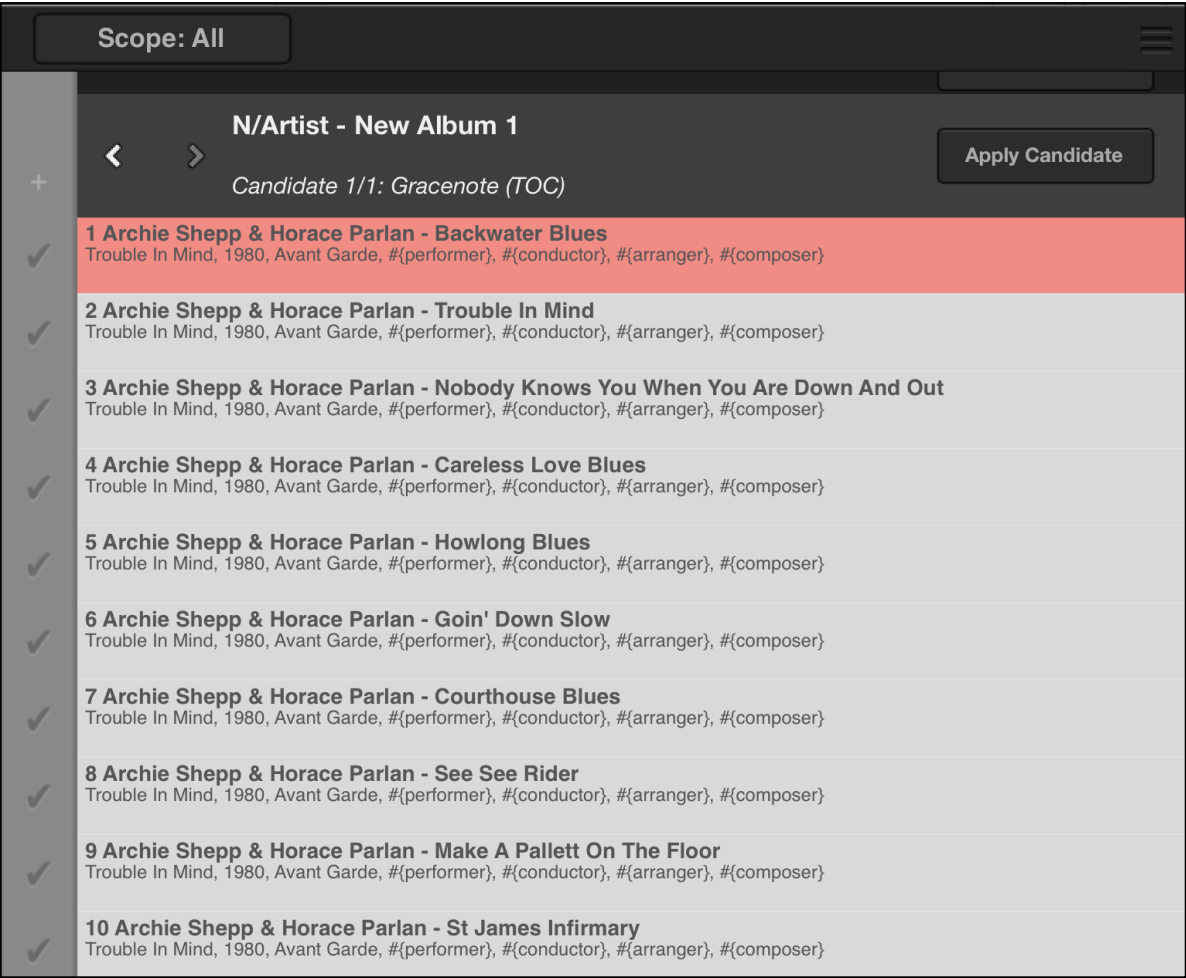 Scope: All
N/Artist - New Album 1
Candidate 1/1: Gracenote (TOC)
Apply Candidate
1 Archie Shepp & Horace Parlan - Backwater Blues
Trouble In Mind, 1980, Avant Garde, #{performer}, #{conductor}, #{arranger}, #{composer}
2 Archie Shepp & Horace Parlan - Trouble In Mind
Trouble In Mind, 1980, Avant Garde, #{performer}, #{conductor}, #{arranger}, #{composer}
3 Archie Shepp & Horace Parlan - Nobody Knows You When You Are Down And Out
Trouble In Mind, 1980, Avant Garde, #{performer}, #{conductor}, #{arranger}, #{composer}
4 Archie Shepp & Horace Parlan - Careless Love Blues
Trouble In Mind, 1980, Avant Garde, #{performer}, #{conductor}, #{arranger}, #{composer}
5 Archie Shepp & Horace Parlan - Howlong Blues
Trouble In Mind, 1980, Avant Garde, #{performer}, #{conductor}, #{arranger}, #{composer}
6 Archie Shepp & Horace Parlan - Goin' Down Slow
Trouble In Mind, 1980, Avant Garde, #{performer}, #{conductor}, #{arranger}, #{composer}
7 Archie Shepp & Horace Parlan - Courthouse Blues
Trouble In Mind, 1980, Avant Garde, #{performer}, #{conductor}, #{arranger}, #{composer}
8 Archie Shepp & Horace Parlan - See See Rider
Trouble In Mind, 1980, Avant Garde, #{performer}, #{conductor}, #{arranger}, #{composer}
9 Archie Shepp & Horace Parlan - Make A Pallett On The Floor
Trouble In Mind, 1980, Avant Garde, #{performer}, #{conductor}, #{arranger}, #{composer}
10 Archie Shepp & Horace Parlan - St James Infirmary
Trouble In Mind, 1980, Avant Garde, #{performer}, #{conductor}, #{arranger}, #{composer}